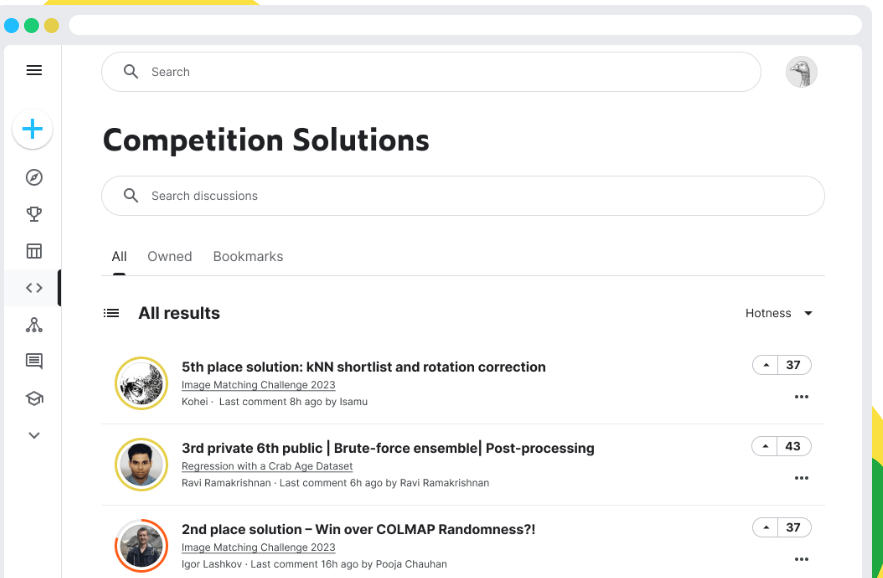 Search
Competition Solutions
Search discussions
All Owned Bookmarks
All results
Hotness
5th place solution: kNN shortlist and rotation correction
37
Image Matching Challenge 2023
Kohei · Last comment 8h ago by Isamu
3rd private 6th public | Brute-force ensemble| Post-processing
43
Regression with a Crab Age Dataset
Ravi Ramakrishnan · Last comment 6h ago by Ravi Ramakrishnan
2nd place solution – Win over COLMAP Randomness?!
37
Image Matching Challenge 2023
Igor Lashkov · Last comment 16h ago by Pooja Chauhan